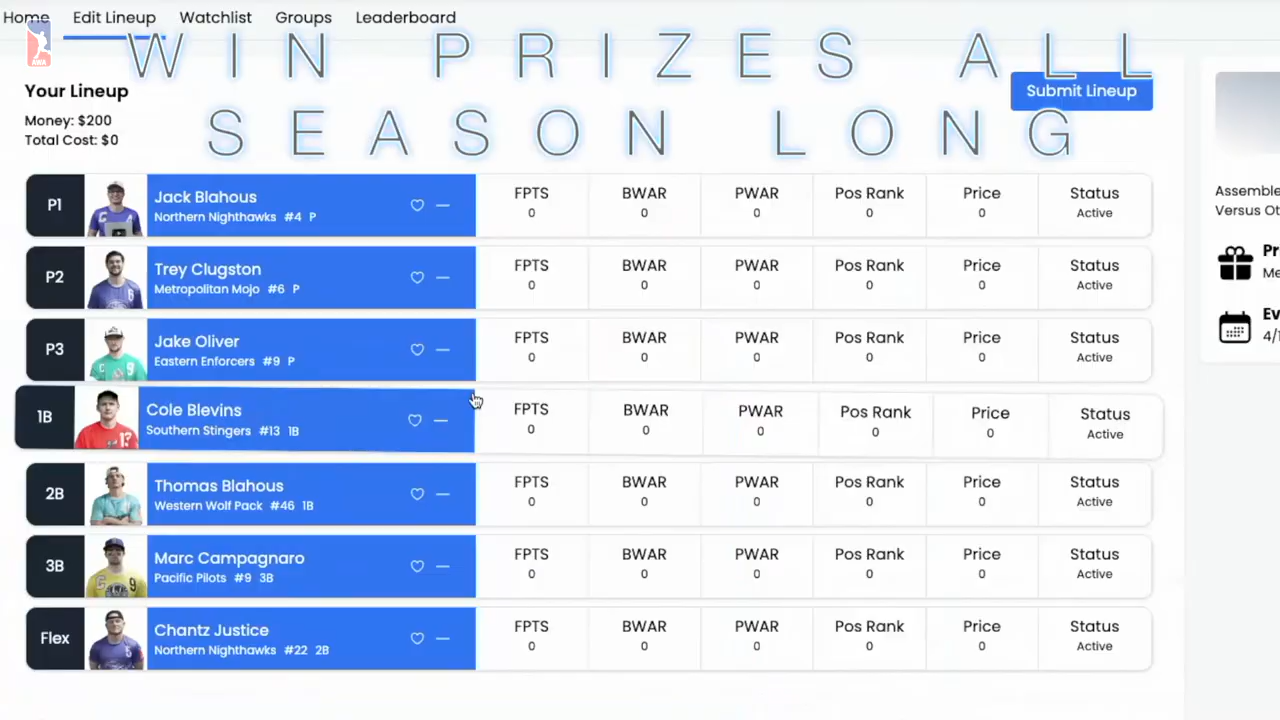 Home Edit Lineup Watchlist Groups Leaderboard
AWA
WIN PRIZES ALL
SEASON LONG
Your Lineup
Submit Lineup
Money: $200
Total Cost: $0
P1 Jack Blahous FPTS BWAR PWAR Pos Rank Price Status
Northern Nighthawks #4 P 0 0 0 0 0 Active
P2 Trey Clugston FPTS BWAR PWAR Pos Rank Price Status
Metropolitan Mojo #6 P 0 0 0 0 0 Active
P3 Jake Oliver FPTS BWAR PWAR Pos Rank Price Status
Eastern Enforcers #9 P 0 0 0 0 0 Active
1B Cole Blevins FPTS BWAR PWAR Pos Rank Price Status
Southern Stingers #13 1B 0 0 0 0 0 Active
2B Thomas Blahous FPTS BWAR PWAR Pos Rank Price Status
Western Wolf Pack #46 1B 0 0 0 0 0 Active
3B Marc Campagnaro FPTS BWAR PWAR Pos Rank Price Status
Pacific Pilots #9 3B 0 0 0 0 0 Active
Flex Chantz Justice FPTS BWAR PWAR Pos Rank Price Status
Northern Nighthawks #22 2B 0 0 0 0 0 Active
Assemble
Versus Ot
Pr
Me
Ev
4/1